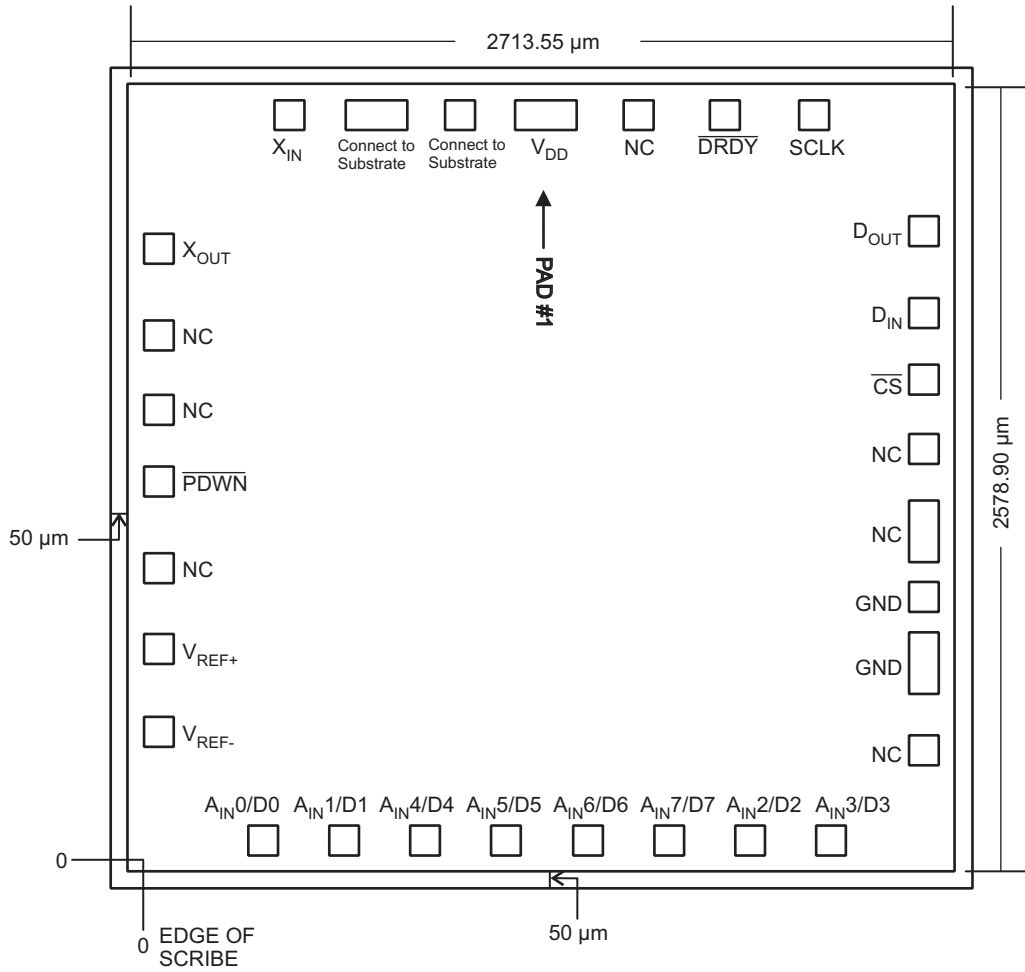 2713.55 µm
X_IN
Connect to
Substrate
Connect to
Substrate
V_DD
NC
DRDY
SCLK
PAD #1
X_OUT
NC
NC
PDWN
NC
V_REF+
V_REF-
D_OUT
D_IN
CS
NC
NC
GND
GND
NC
2578.90 µm
50 µm
A_IN0/D0 A_IN1/D1 A_IN4/D4 A_IN5/D5 A_IN6/D6 A_IN7/D7 A_IN2/D2 A_IN3/D3
0
0
EDGE OF
SCRIBE
50 µm